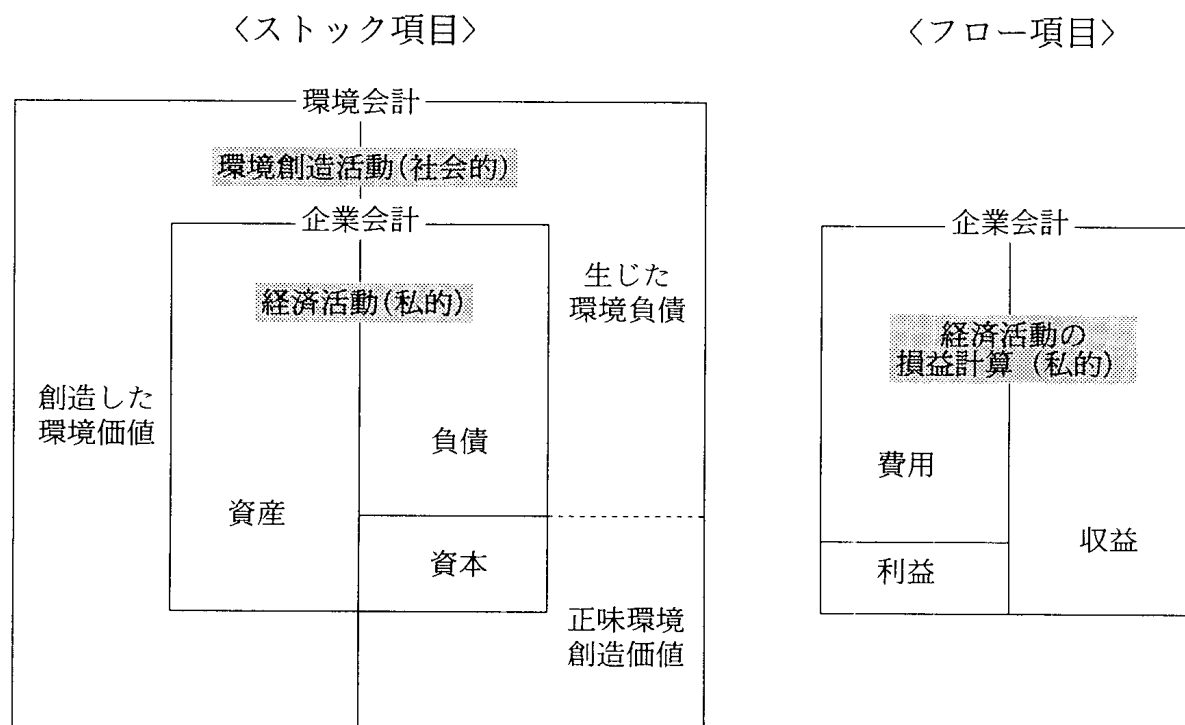 〈ストック項目〉
環境会計
環境創造活動(社会的)
企業会計
経済活動(私的)
生じた
環境負債
創造した
環境価値
負債
資産
資本
正味環境
創造価値
〈フロー項目〉
企業会計
経済活動の
損益計算(私的)
費用
収益
利益